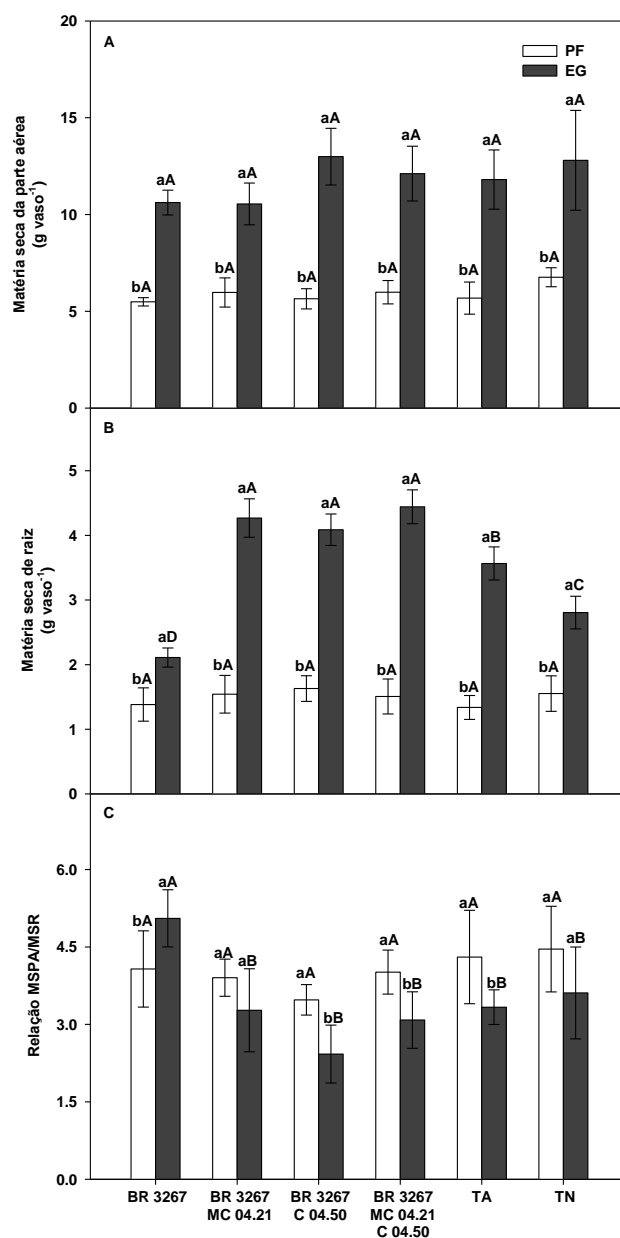 A
PF
EG
Matéria seca da parte aérea
(g vaso-1)
20
15
10
5
0
bA
aA
bA
aA
bA
aA
bA
aA
bA
aA
bA
aA
B
Matéria seca de raiz
(g vaso-1)
5
4
3
2
1
0
bA
aD
bA
aA
bA
aA
bA
aA
bA
aB
bA
aC
C
Relação MSPA/MSR
6.0
4.5
3.0
1.5
0.0
bA
aA
aA
aB
aA
bB
aA
bB
aA
bB
aA
aB
BR 3267
BR 3267
MC 04.21
BR 3267
C 04.50
BR 3267
MC 04.21
C 04.50
TA
TN